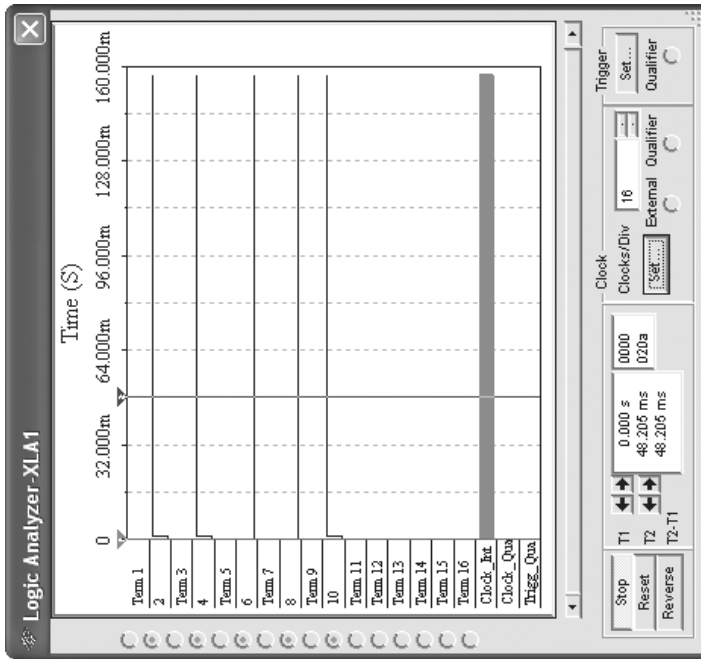 Logic Analyzer-XLA1
Time (S)
0 32.000m 64.000m 96.000m 128.000m 160.000m
Term 1
2
Term 3
4
Term 5
6
Term 7
8
Term 9
10
Term 11
Term 12
Term 13
Term 14
Term 15
Term 16
Clock_Int
Clock_Qua
Trigg_Qua
Stop
Reset
Reverse
T1 0.000 s 0000
T2 48.205 ms 020a
T2-T1 48.205 ms
Clock
Clocks/Div 16
Set...
External Qualifier
Trigger
Set...
Qualifier